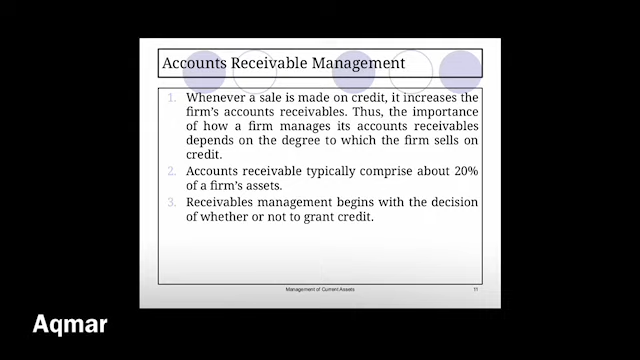 Accounts Receivable Management
1. Whenever a sale is made on credit, it increases the
firm's accounts receivables. Thus, the importance
of how a firm manages its accounts receivables
depends on the degree to which the firm sells on
credit.
2. Accounts receivable typically comprise about 20%
of a firm's assets.
3. Receivables management begins with the decision
of whether or not to grant credit.
Management of Current Assets 11
Aqmar